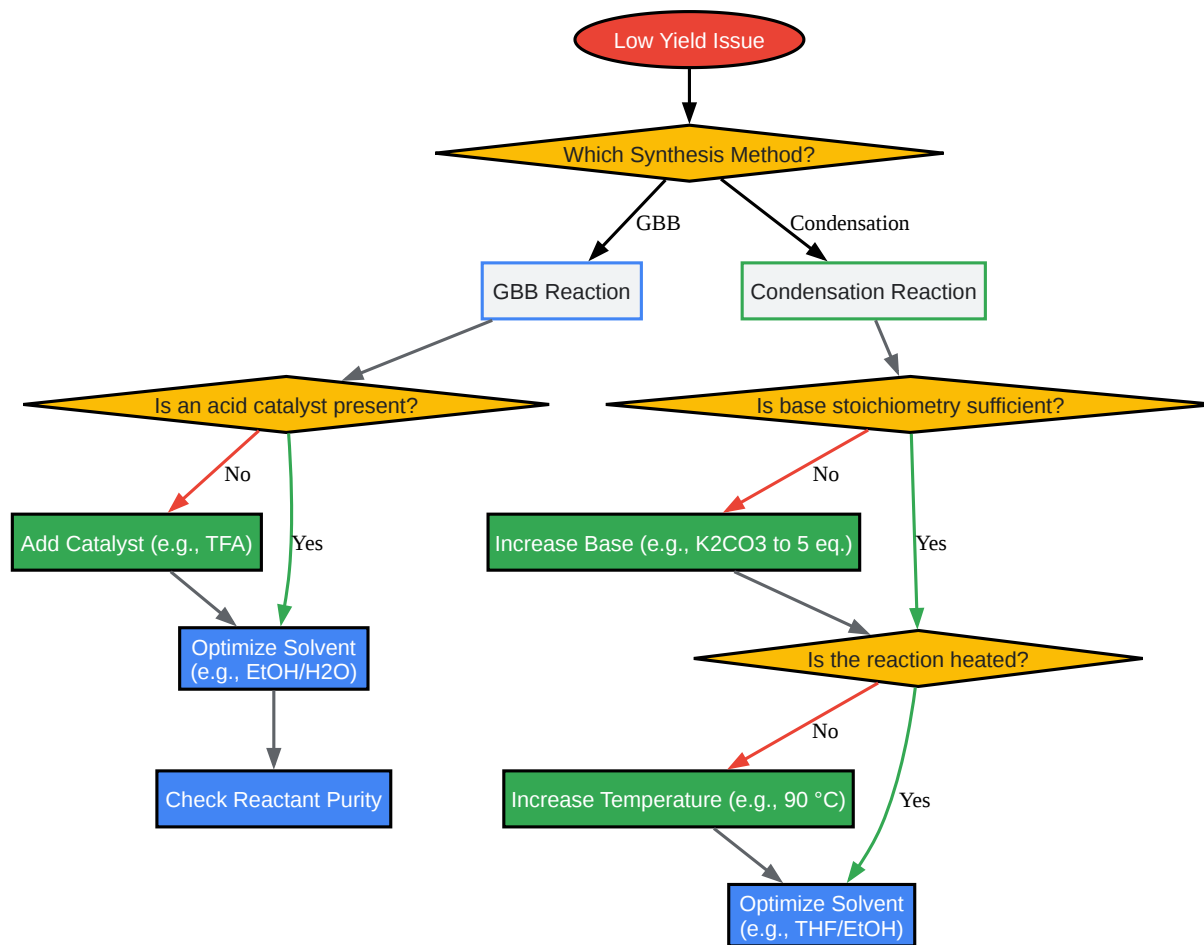 Low Yield Issue
Which Synthesis Method?
GBB
Condensation
GBB Reaction
Condensation Reaction
Is an acid catalyst present?
Is base stoichiometry sufficient?
No
No
Add Catalyst (e.g., TFA)
Yes
Increase Base (e.g., K2CO3 to 5 eq.)
Yes
Optimize Solvent
(e.g., EtOH/H2O)
Is the reaction heated?
No
Check Reactant Purity
Increase Temperature (e.g., 90 °C)
Yes
Optimize Solvent
(e.g., THF/EtOH)